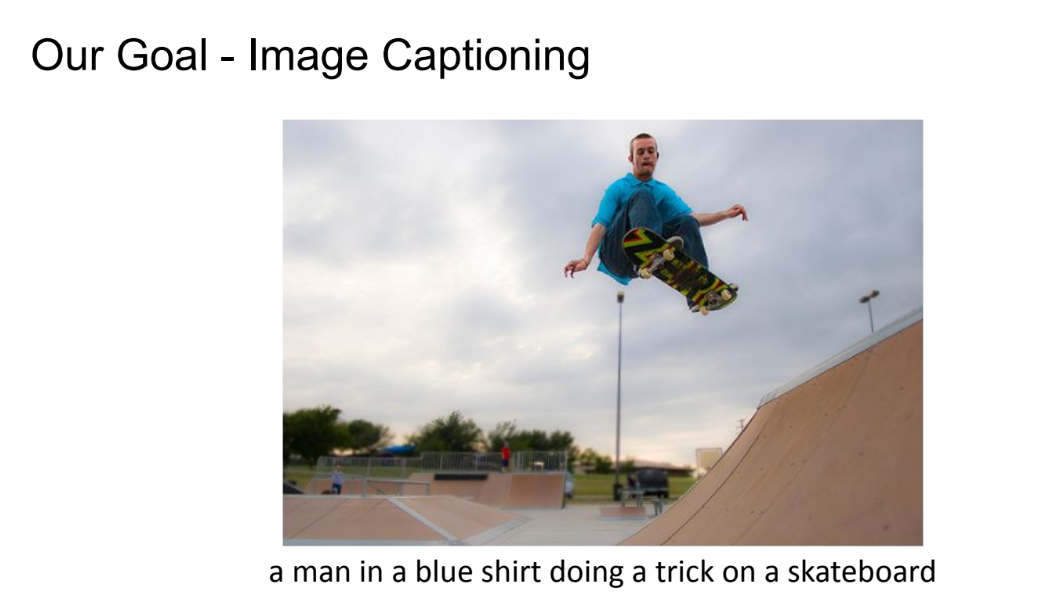 Our Goal - Image Captioning
a man in a blue shirt doing a trick on a skateboard